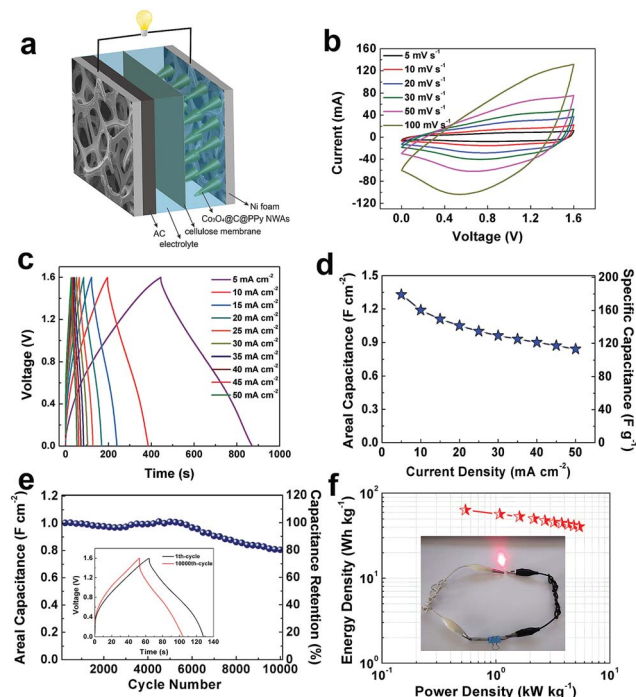 a
Ni foam
Co₃O₄@C@PPy NWAs
cellulose membrane
electrolyte
AC
b
Current (mA)
160
120
80
40
0
-40
-80
-120
5 mV s⁻¹
10 mV s⁻¹
20 mV s⁻¹
30 mV s⁻¹
50 mV s⁻¹
100 mV s⁻¹
0.0 0.4 0.8 1.2 1.6
Voltage (V)
c
Voltage (V)
2.0
1.6
1.2
0.8
0.4
0.0
5 mA cm⁻²
10 mA cm⁻²
15 mA cm⁻²
20 mA cm⁻²
25 mA cm⁻²
30 mA cm⁻²
35 mA cm⁻²
40 mA cm⁻²
45 mA cm⁻²
50 mA cm⁻²
0 200 400 600 800 1000
Time (s)
d
Areal Capacitance (F cm⁻²)
1.5
1.2
0.9
0.6
0.3
0.0
200
160
120
80
40
0
Specific Capacitance (F g⁻¹)
0 10 20 30 40 50
Current Density (mA cm⁻²)
e
Areal Capacitance (F cm⁻²)
1.2
1.0
0.8
0.6
0.4
0.2
0.0
120
100
80
60
40
20
0
Capacitance Retention (%)
Voltage (V)
2.0
1.6
1.2
0.8
0.4
0.0
1th-cycle
10000th-cycle
0 20 40 60 80 100 120 140
Time (s)
2000 4000 6000 8000 10000
Cycle Number
f
Energy Density (Wh kg⁻¹)
10²
10¹
10⁰
10⁻¹ 10⁰ 10¹
Power Density (kW kg⁻¹)